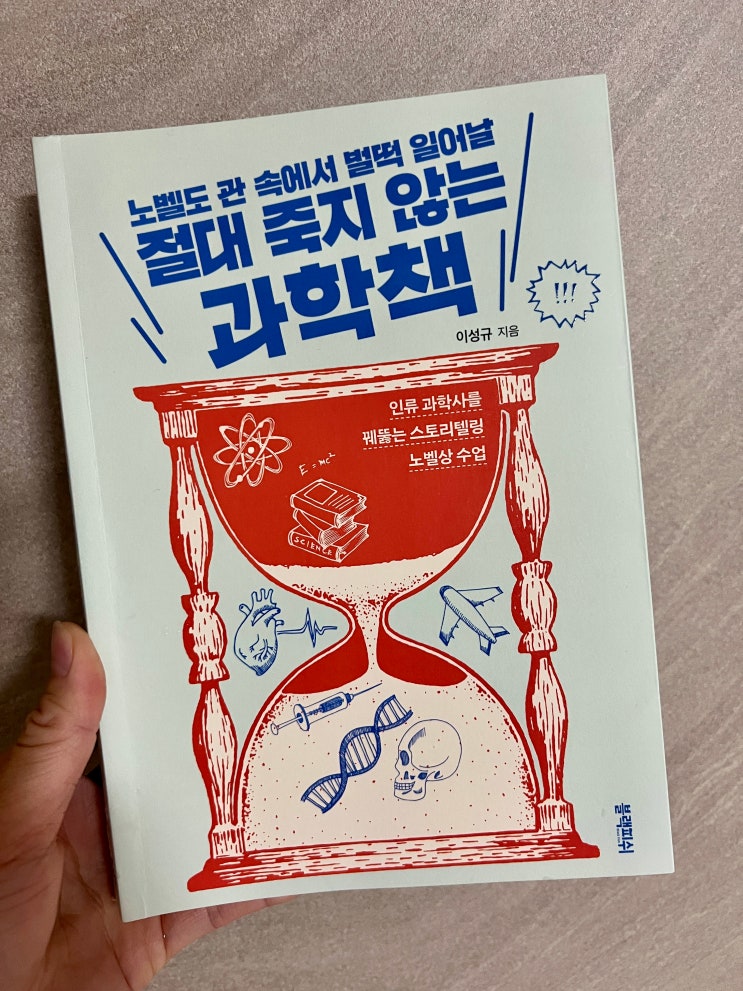 노벨도 관 속에서 벌떡 일어날
절대 죽지 않는
과학책
!!!
이성규 지음
인류 과학사를
꿰뚫는 스토리텔링
노벨상 수업
E=mc²
SCIENCE
블랙피쉬